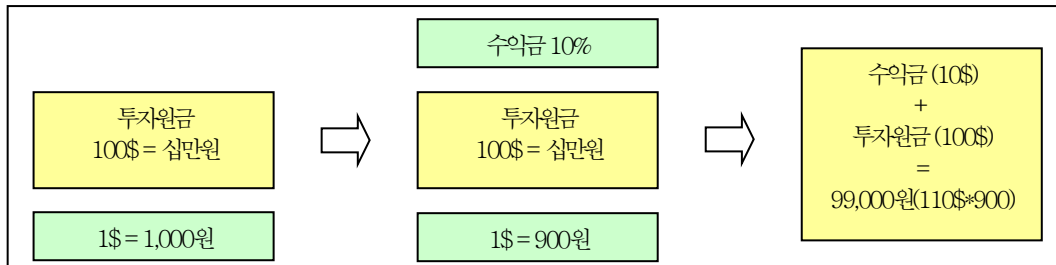 투자원금
100$ = 십만원
1$ = 1,000원
수익금 10%
투자원금
100$ = 십만원
1$ = 900원
수익금 (10$)
+
투자원금 (100$)
=
99,000원(110$*900)